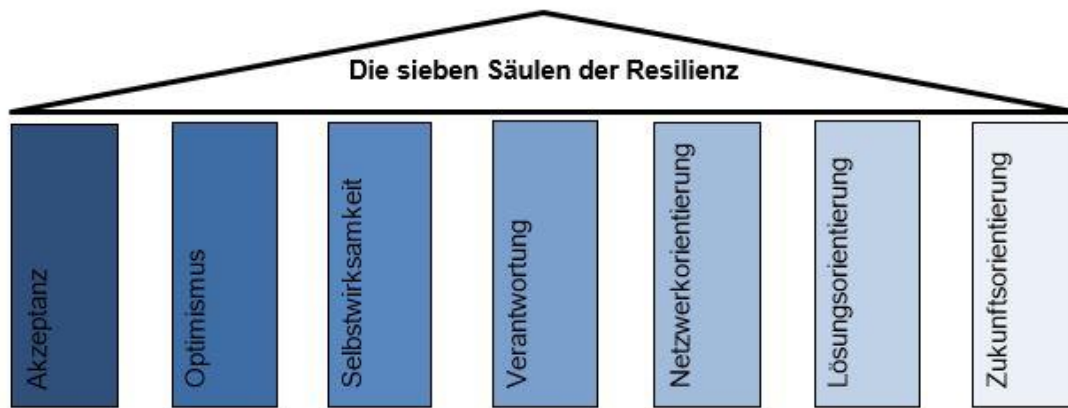 Die sieben Säulen der Resilienz
Akzeptanz
Optimismus
Selbstwirksamkeit
Verantwortung
Netzwerkorientierung
Lösungsorientierung
Zukunftsorientierung